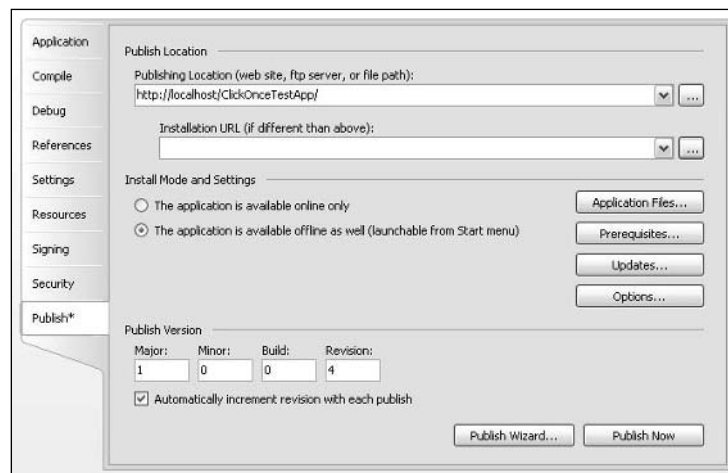 Application
Compile
Debug
References
Settings
Resources
Signing
Security
Publish*
Publish Location
Publishing Location (web site, ftp server, or file path):
http://localhost/ClickOnceTestApp/
...
Installation URL (if different than above):
...
Install Mode and Settings
The application is available online only
The application is available offline as well (launchable from Start menu)
Application Files...
Prerequisites...
Updates...
Options...
Publish Version
Major: Minor: Build: Revision:
1 0 0 4
Automatically increment revision with each publish
Publish Wizard... Publish Now